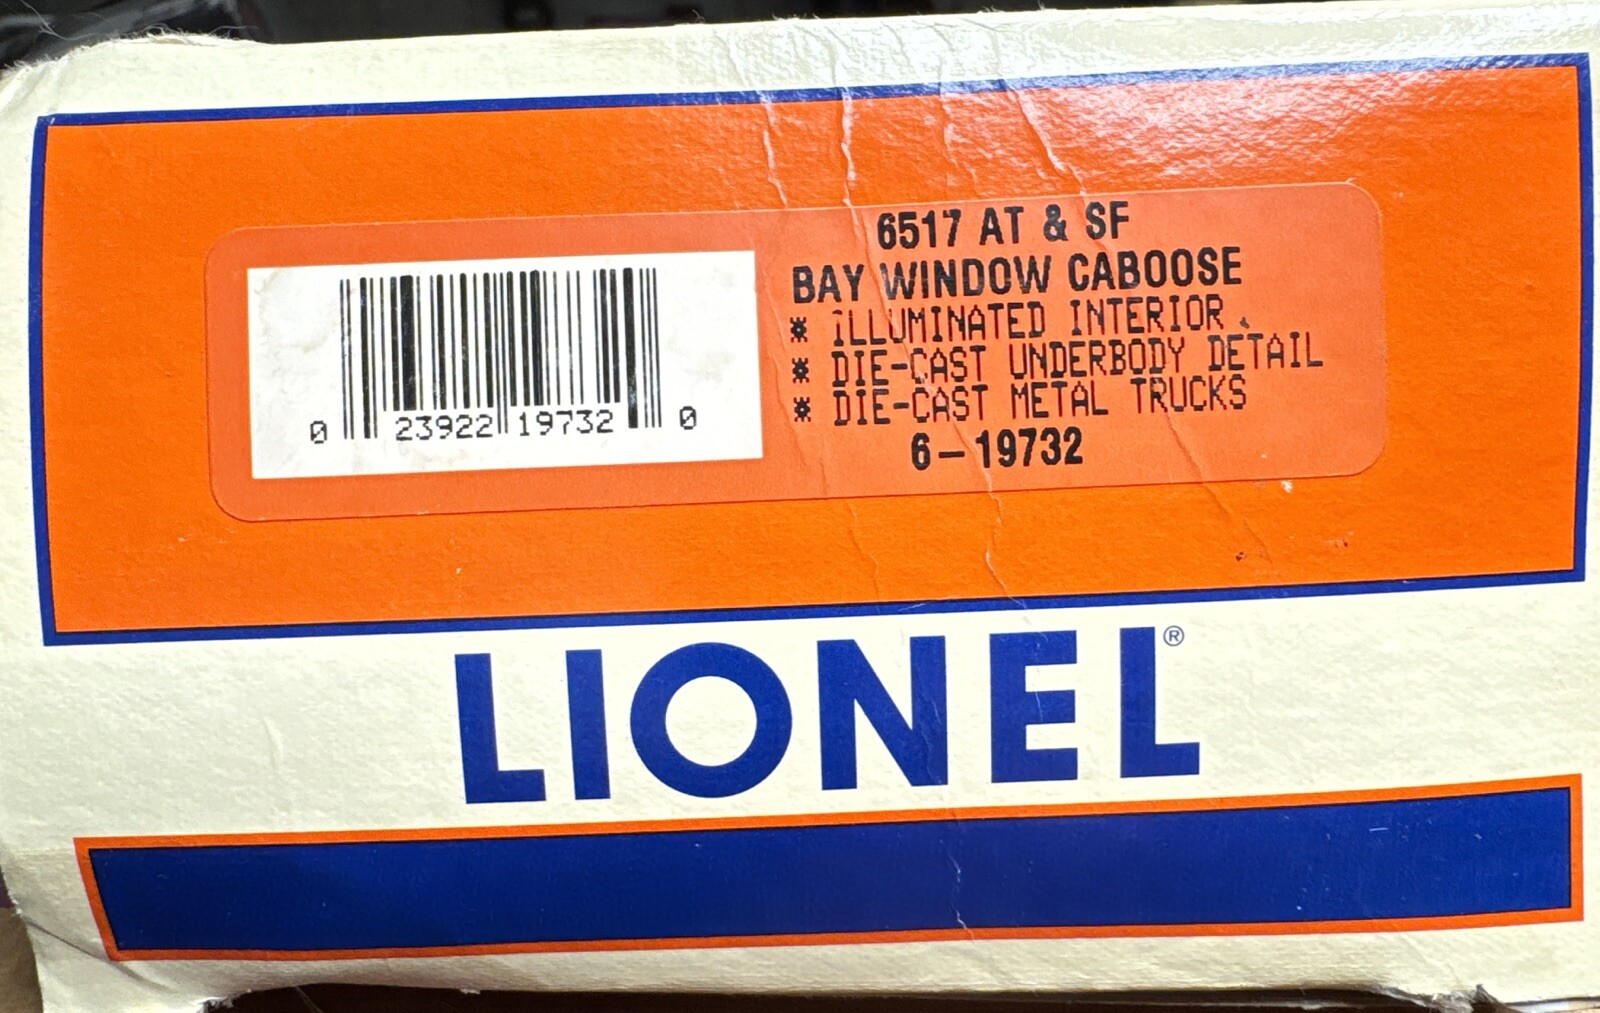 6517 AT & SF
BAY WINDOW CABOOSE
* ILLUMINATED INTERIOR
* DIE-CAST UNDERBODY DETAIL
* DIE-CAST METAL TRUCKS
6-19732
0 23922 19732 0
LIONEL®